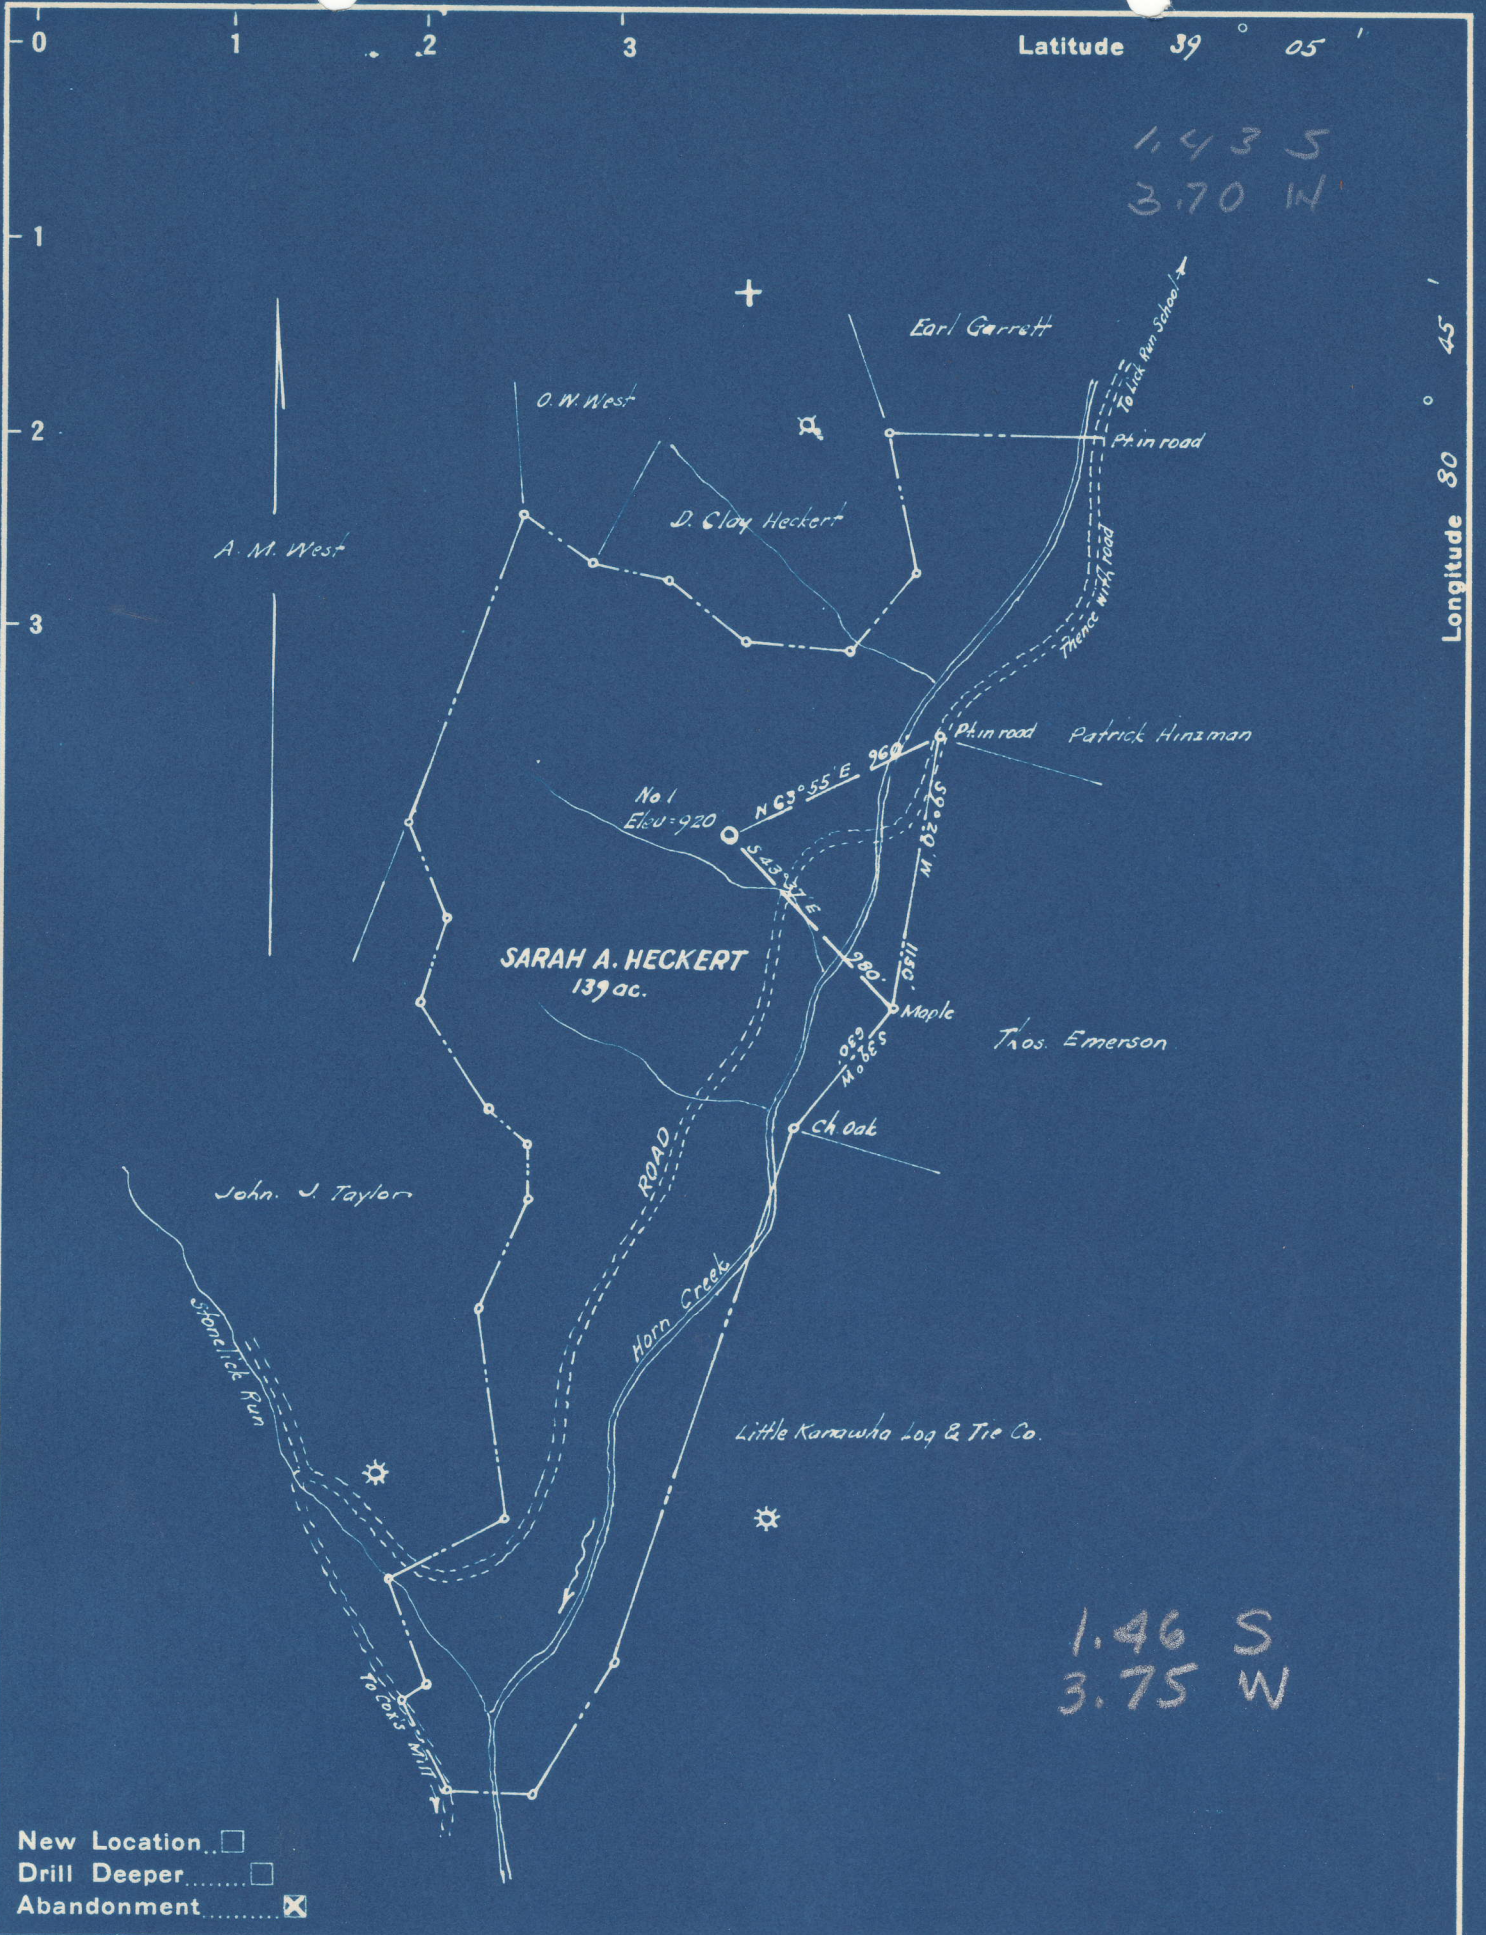 0 1 2 3
Latitude 39 ° 05 '
1.43 S
3.70 W
1
2
3
Longitude 80 ° 45 '
Earl Garrett
To Lick Run School
O. W. West
Pt. in road
D. Clay Heckert
A. M. West
Thence with road
Pt. in road
Patrick Hinzman
N 63° 55' E 960'
No 1
Elev = 920
S 9° 20' W
1130'
S 43° 37' E
980'
SARAH A. HECKERT
139 ac.
Maple
Thos. Emerson
S 39° W
630'
Ch. Oak
ROAD
John. J. Taylor
Horn Creek
Stonelick Run
Little Kanawha Log & Tie Co.
1.46 S
3.75 W
To Cox's Mill
New Location
Drill Deeper
Abandonment X